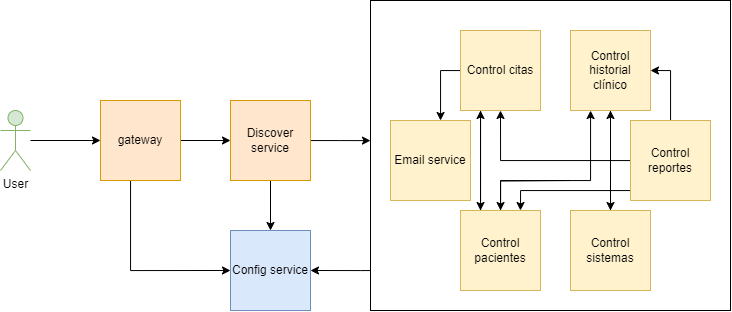 Control citas
Control
historial
clínico
gateway
Discover
service
Email service
Control
reportes
User
Config service
Control
pacientes
Control
sistemas